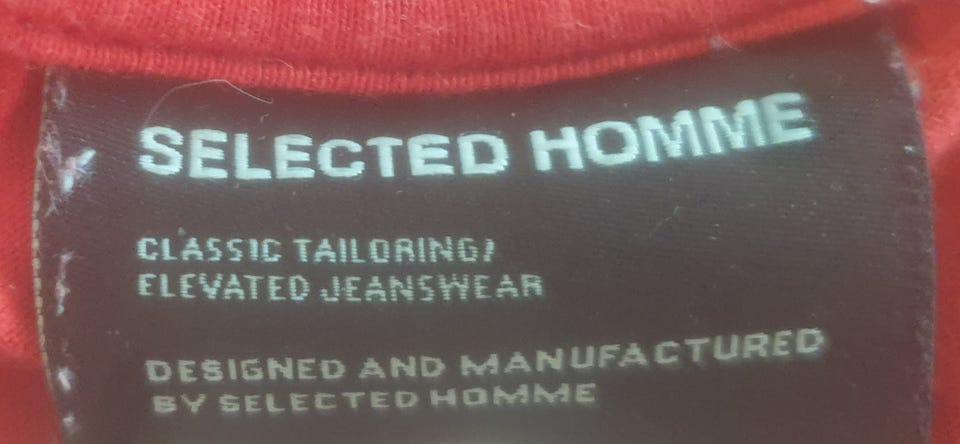 SELECTED HOMME
CLASSIC TAILORING/
ELEVATED JEANSWEAR
DESIGNED AND MANUFACTURED
BY SELECTED HOMME